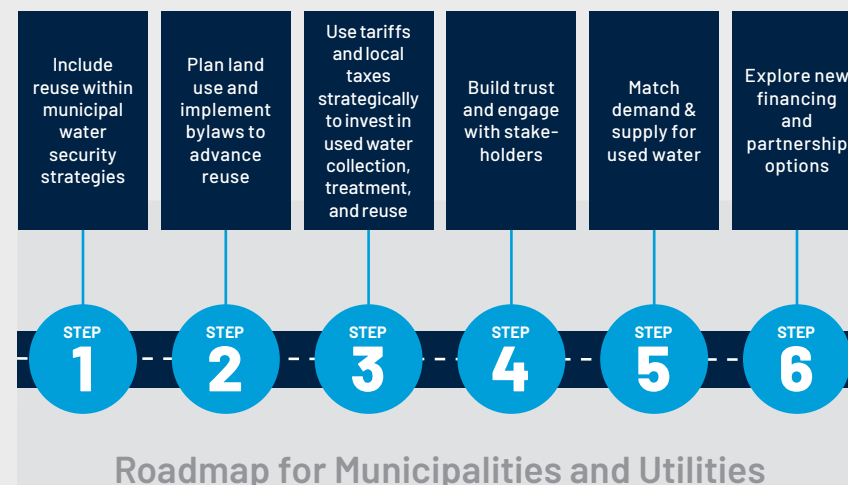 Include
reuse within
municipal
water
security
strategies
Plan land
use and
implement
bylaws to
advance
reuse
Use tariffs
and local
taxes
strategically
to invest in
used water
collection,
treatment,
and reuse
Build trust
and engage
with stake-
holders
Match
demand &
supply for
used water
Explore new
financing
and
partnership
options
STEP
1
STEP
2
STEP
3
STEP
4
STEP
5
STEP
6
Roadmap for Municipalities and Utilities